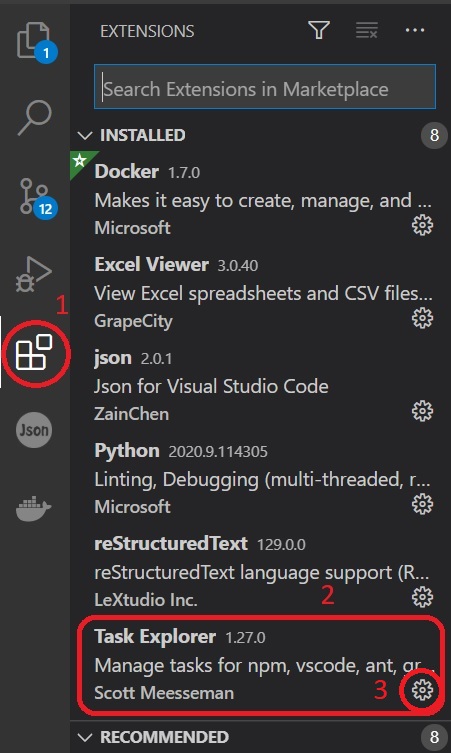 EXTENSIONS
1
Search Extensions in Marketplace
INSTALLED 8
Docker 1.7.0
Makes it easy to create, manage, and ...
Microsoft
12
Excel Viewer 3.0.40
View Excel spreadsheets and CSV files...
GrapeCity
1
json 2.0.1
Json for Visual Studio Code
ZainChen
Json
Python 2020.9.114305
Linting, Debugging (multi-threaded, r...
Microsoft
reStructuredText 129.0.0
reStructuredText language support (R...
LeXtudio Inc.
2
Task Explorer 1.27.0
Manage tasks for npm, vscode, ant, gr...
Scott Meesseman
3
RECOMMENDED 8